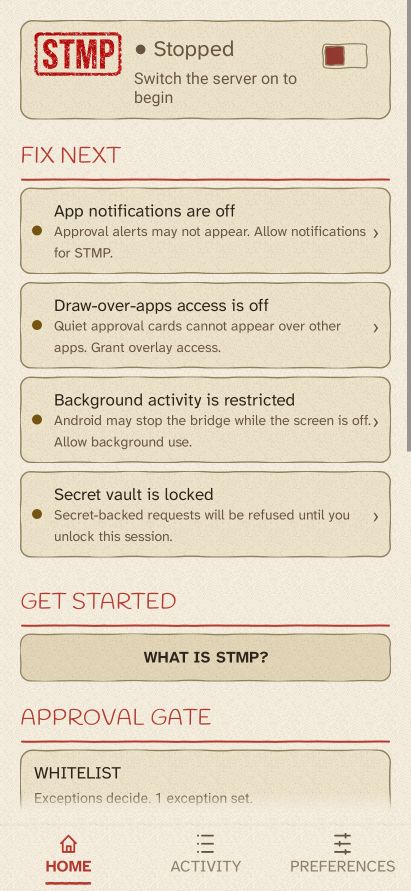 STMP
● Stopped
Switch the server on to
begin
FIX NEXT
App notifications are off
Approval alerts may not appear. Allow notifications
for STMP.
Draw-over-apps access is off
Quiet approval cards cannot appear over other
apps. Grant overlay access.
Background activity is restricted
Android may stop the bridge while the screen is off.
Allow background use.
Secret vault is locked
Secret-backed requests will be refused until you
unlock this session.
GET STARTED
WHAT IS STMP?
APPROVAL GATE
WHITELIST
Exceptions decide. 1 exception set.
HOME
ACTIVITY
PREFERENCES